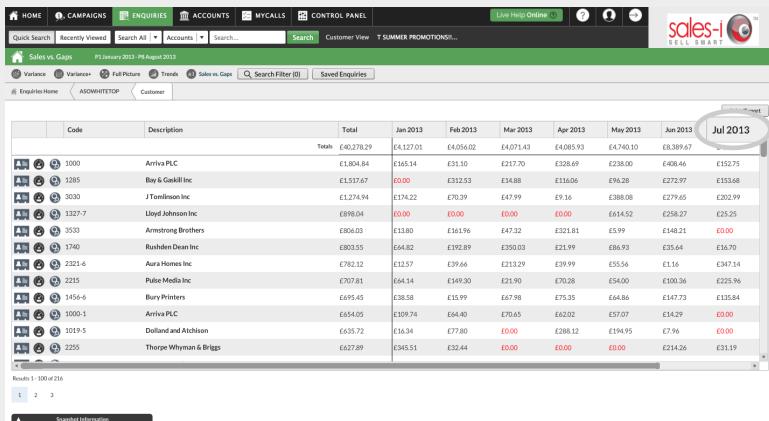 HOME CAMPAIGNS ENQUIRIES ACCOUNTS MYCALLS CONTROL PANEL Live Help Online
sales-i™
SELL SMART
Quick Search Recently Viewed Search All Accounts Search... Search Customer View T SUMMER PROMOTIONS!!...
Sales vs. Gaps P1 January 2013 - P8 August 2013
Variance Variance+ Full Picture Trends Sales vs. Gaps Search Filter (0) Saved Enquiries
Enquiries Home ASOWHITETOP Customer
Code Description Total Jan 2013 Feb 2013 Mar 2013 Apr 2013 May 2013 Jun 2013 Jul 2013
Totals £40,278.29 £4,127.01 £4,056.02 £4,071.43 £4,085.93 £4,740.10 £8,389.67
1000 Arriva PLC £1,804.84 £165.14 £31.10 £217.70 £328.69 £238.00 £408.46 £152.75
1285 Bay & Gaskill Inc £1,517.67 £0.00 £312.53 £14.88 £116.06 £96.28 £272.97 £153.68
3030 J Tomlinson Inc £1,274.94 £174.22 £70.39 £47.99 £9.16 £388.08 £279.65 £202.99
1327-7 Lloyd Johnson Inc £898.04 £0.00 £0.00 £0.00 £0.00 £614.52 £258.27 £25.25
3533 Armstrong Brothers £806.03 £13.80 £161.96 £47.32 £321.81 £5.99 £148.21 £0.00
1740 Rushden Dean Inc £803.55 £64.82 £192.89 £350.03 £21.99 £86.93 £35.64 £16.70
2321-6 Aura Homes Inc £782.12 £12.57 £39.66 £213.29 £39.99 £55.56 £1.16 £347.14
2215 Pulse Media Inc £707.81 £64.14 £149.30 £21.90 £70.28 £54.00 £100.36 £225.96
1456-6 Bury Printers £695.45 £38.58 £15.99 £67.98 £75.35 £64.86 £147.73 £135.84
1000-1 Arriva PLC £654.05 £109.74 £64.40 £70.65 £62.02 £57.07 £14.29 £0.00
1019-5 Dolland and Atchison £635.72 £16.34 £77.80 £0.00 £288.12 £194.95 £7.96 £0.00
2255 Thorpe Whyman & Briggs £627.89 £345.51 £32.44 £0.00 £0.00 £0.00 £214.26 £31.19
Results 1 - 100 of 216
1 2 3
Snapshot Information